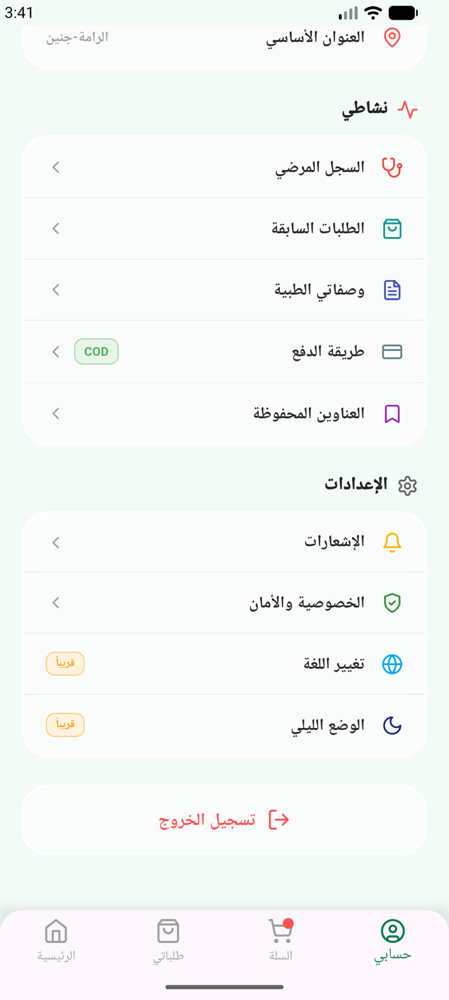 3:41
العنوان الأساسي
الرامة-جنين
نشاطي
السجل المرضي
الطلبات السابقة
وصفاتي الطبية
طريقة الدفع
COD
العناوين المحفوظة
الإعدادات
الإشعارات
الخصوصية والأمان
تغيير اللغة
قريباً
الوضع الليلي
قريباً
تسجيل الخروج
حسابي
السلة
طلباتي
الرئيسية